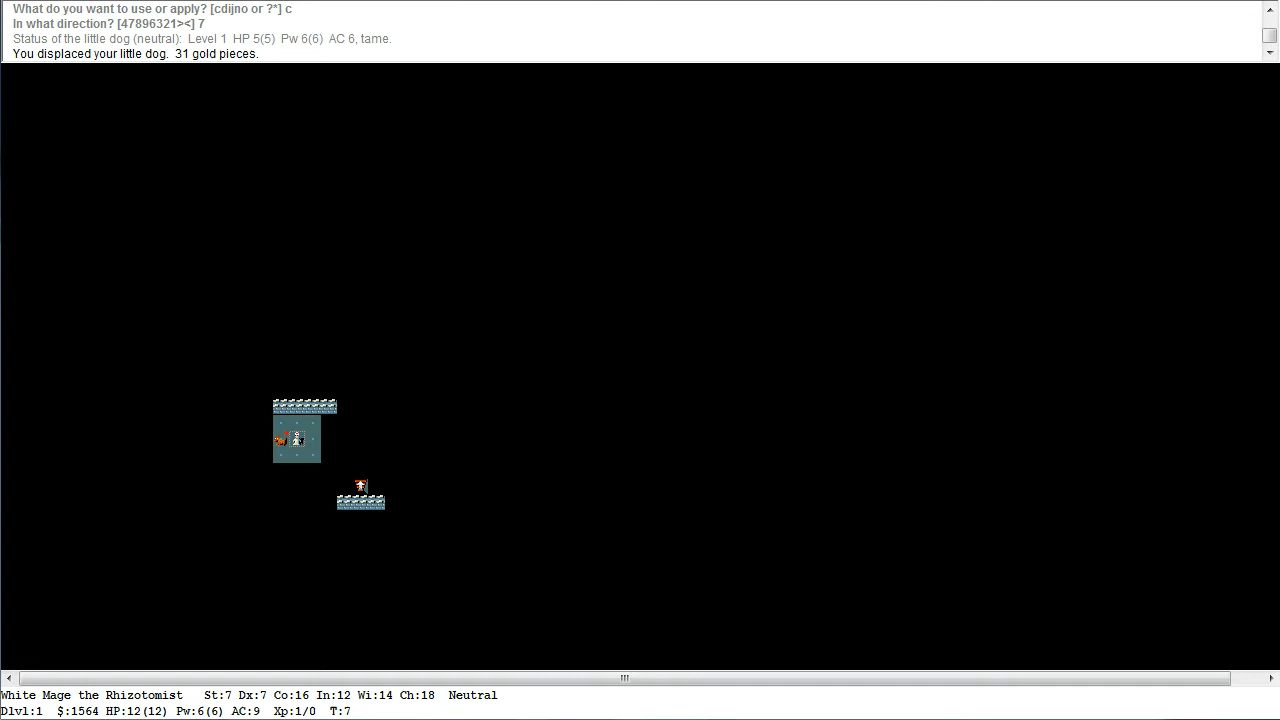 What do you want to use or apply? [cdijno or ?*] c
In what direction? [47896321><] 7
Status of the little dog (neutral):  Level 1  HP 5(5)  Pw 6(6)  AC 6, tame.
You displaced your little dog.  31 gold pieces.
White Mage the Rhizotomist   St:7 Dx:7 Co:16 In:12 Wi:14 Ch:18  Neutral
Dlvl:1  $:1564 HP:12(12) Pw:6(6) AC:9  Xp:1/0  T:7